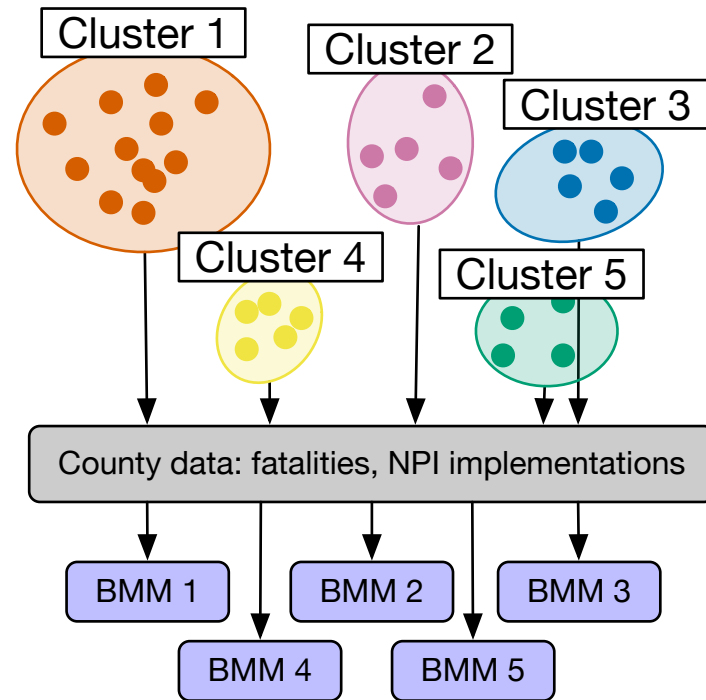 Cluster 1
Cluster 2
Cluster 3
Cluster 4
Cluster 5
County data: fatalities, NPI implementations
BMM 1
BMM 2
BMM 3
BMM 4
BMM 5